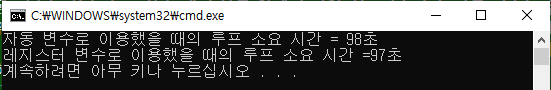 C:₩WINDOWS₩system32₩cmd.exe
자동 변수로 이용했을 때의 루프 소요 시간 = 98초
레지스터 변수로 이용했을 때의 루프 소요 시간 =97초
계속하려면 아무 키나 누르십시오 . . .